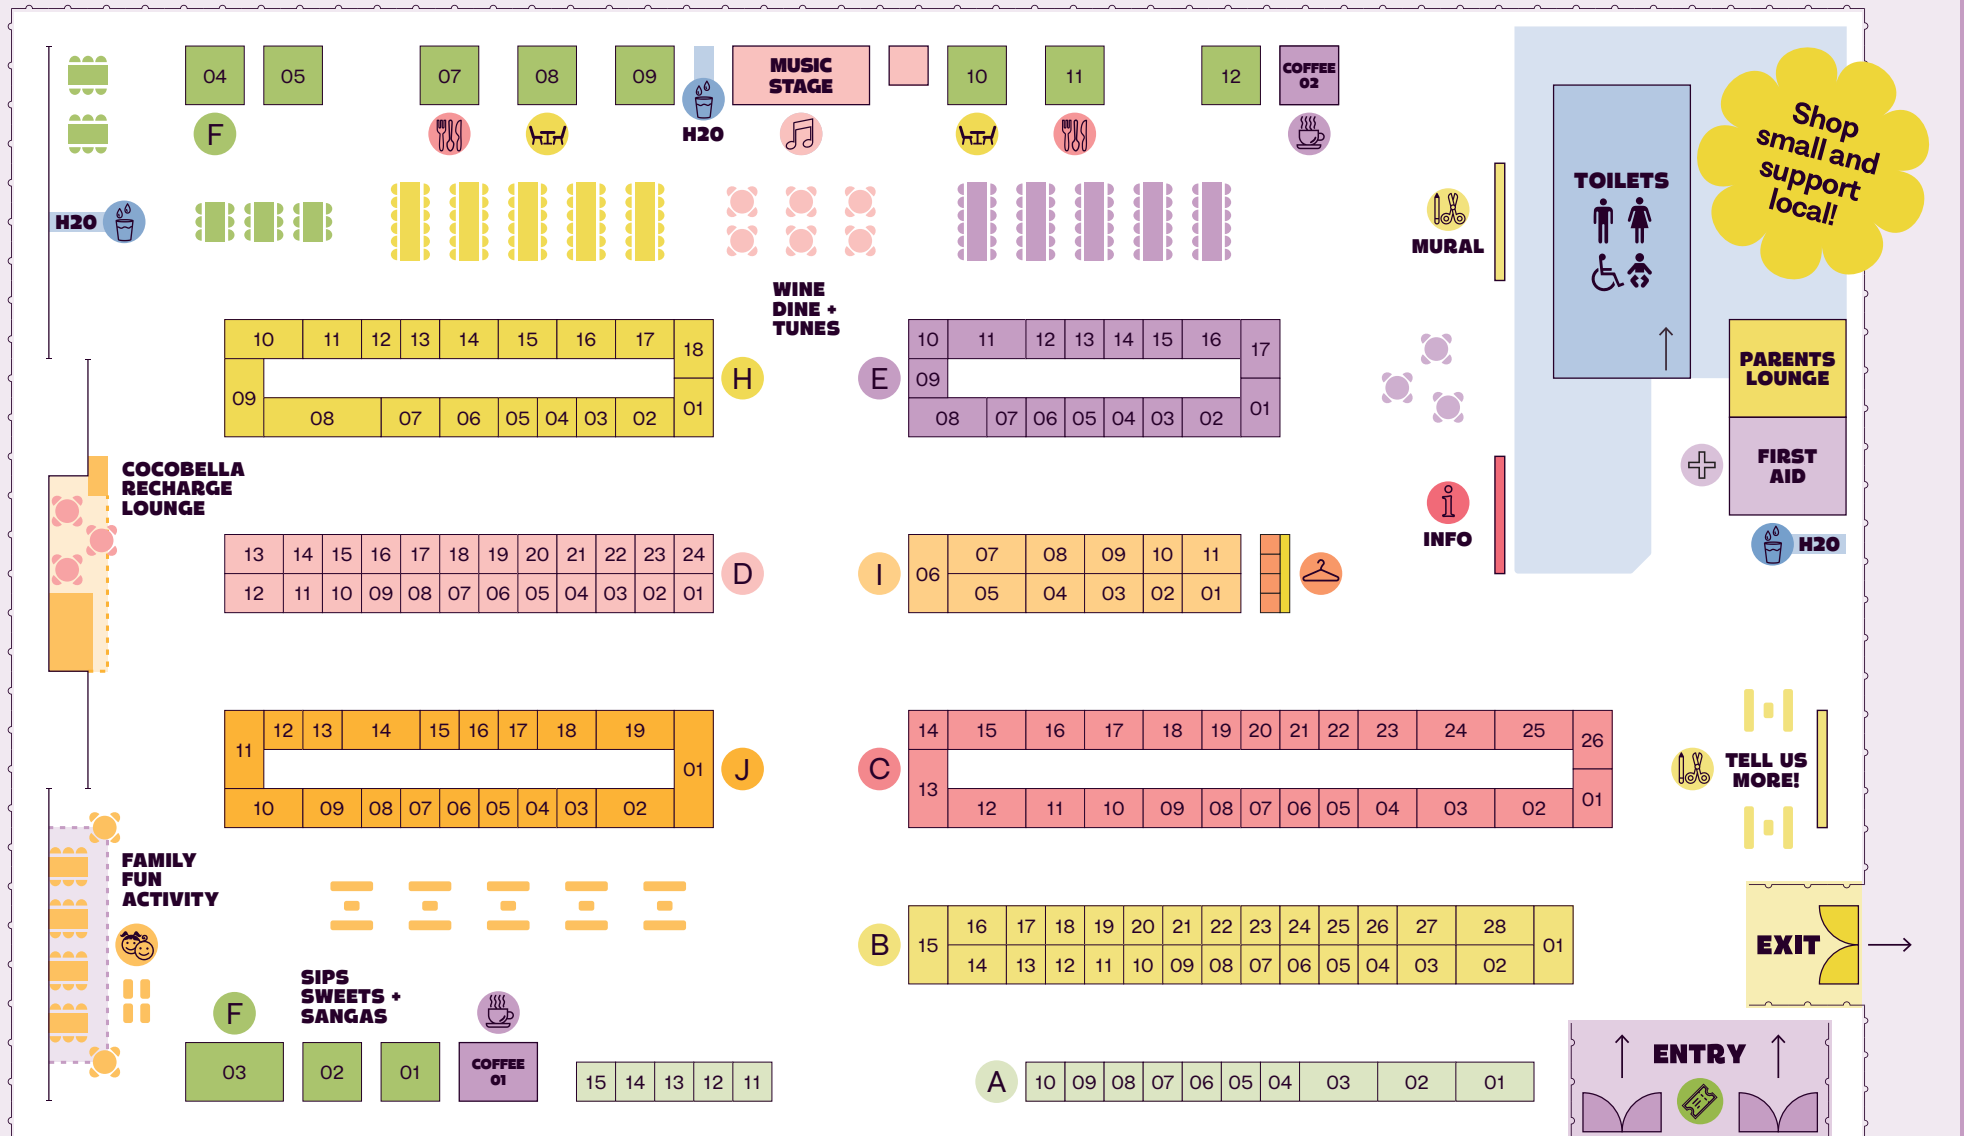 04 05 07 08 09
MUSIC
STAGE
10 11 12
COFFEE
02
F
H20
H20
Shop
small and
support
local!
TOILETS
MURAL
WINE
DINE +
TUNES
10 11 12 13 14 15 16 17 18
09
08 07 06 05 04 03 02 01
H
E
10 11 12 13 14 15 16 17
09
08 07 06 05 04 03 02 01
PARENTS
LOUNGE
FIRST
AID
H20
i
INFO
COCOBELLA
RECHARGE
LOUNGE
13 14 15 16 17 18 19 20 21 22 23 24
12 11 10 09 08 07 06 05 04 03 02 01
D
I
06
07 08 09 10 11
05 04 03 02 01
11
12 13 14 15 16 17 18 19
01
10 09 08 07 06 05 04 03 02
J
C
14 15 16 17 18 19 20 21 22 23 24 25 26
13
12 11 10 09 08 07 06 05 04 03 02 01
TELL US
MORE!
FAMILY
FUN
ACTIVITY
B
15
16 17 18 19 20 21 22 23 24 25 26 27 28
14 13 12 11 10 09 08 07 06 05 04 03 02
01
EXIT
SIPS
SWEETS +
SANGAS
F
03 02 01
COFFEE
01
15 14 13 12 11
A
10 09 08 07 06 05 04 03 02 01
ENTRY